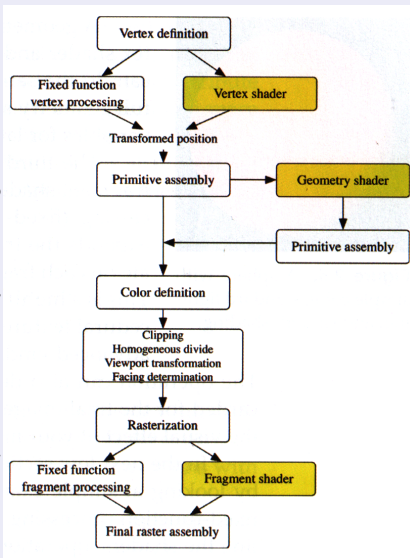 Vertex definition
Fixed function
vertex processing
Vertex shader
Transformed position
Primitive assembly
Geometry shader
Primitive assembly
Color definition
Clipping
Homogeneous divide
Viewport transformation
Facing determination
Rasterization
Fixed function
fragment processing
Fragment shader
Final raster assembly